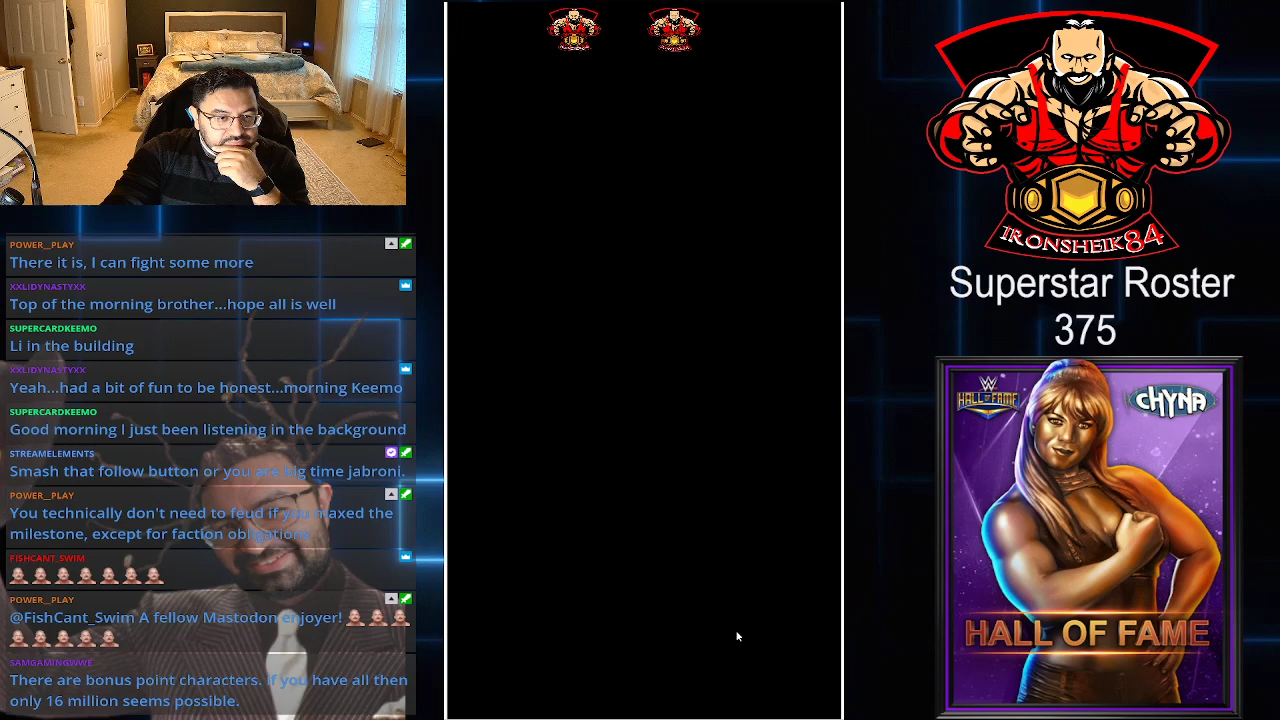 POWER__PLAY
There it is, I can fight some more
XXLIDYNASTYXX
Top of the morning brother...hope all is well
SUPERCARDKEEMO
Li in the building
XXLIDYNASTYXX
Yeah...had a bit of fun to be honest...morning Keemo
SUPERCARDKEEMO
Good morning I just been listening in the background
STREAMELEMENTS
Smash that follow button or you are big time jabroni.
POWER__PLAY
You technically don't need to feud if you maxed the
milestone, except for faction obligations
FISHCANT_SWIM
POWER__PLAY
@FishCant_Swim A fellow Mastodon enjoyer!
SAMGAMINGWWE
There are bonus point characters. If you have all then
only 16 million seems possible.
IRONSHEIK84
Superstar Roster
375
HALL OF FAME
CHYNA
HALL OF FAME